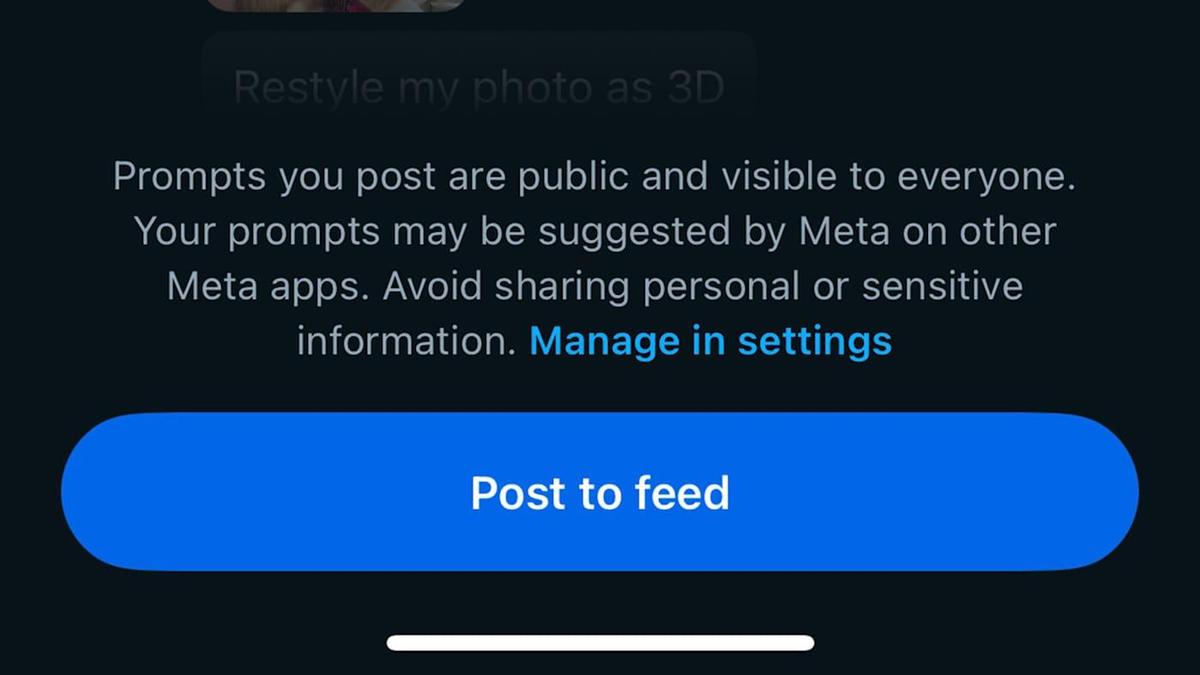 Restyle my photo as 3D
Prompts you post are public and visible to everyone.
Your prompts may be suggested by Meta on other
Meta apps. Avoid sharing personal or sensitive
information. Manage in settings
Post to feed